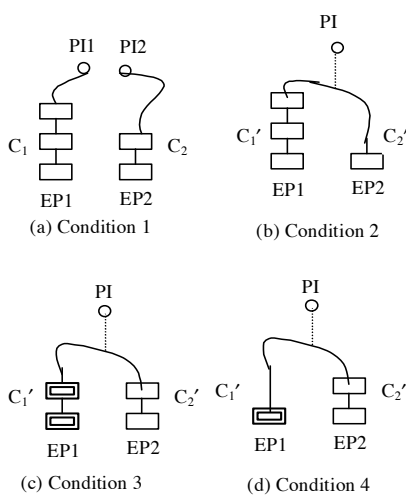 PI1 PI2
C₁ C₂
EP1 EP2
(a) Condition 1
PI
C₁′ C₂′
EP1 EP2
(b) Condition 2
PI
C₁′ C₂′
EP1 EP2
(c) Condition 3
PI
C₁′ C₂′
EP1 EP2
(d) Condition 4